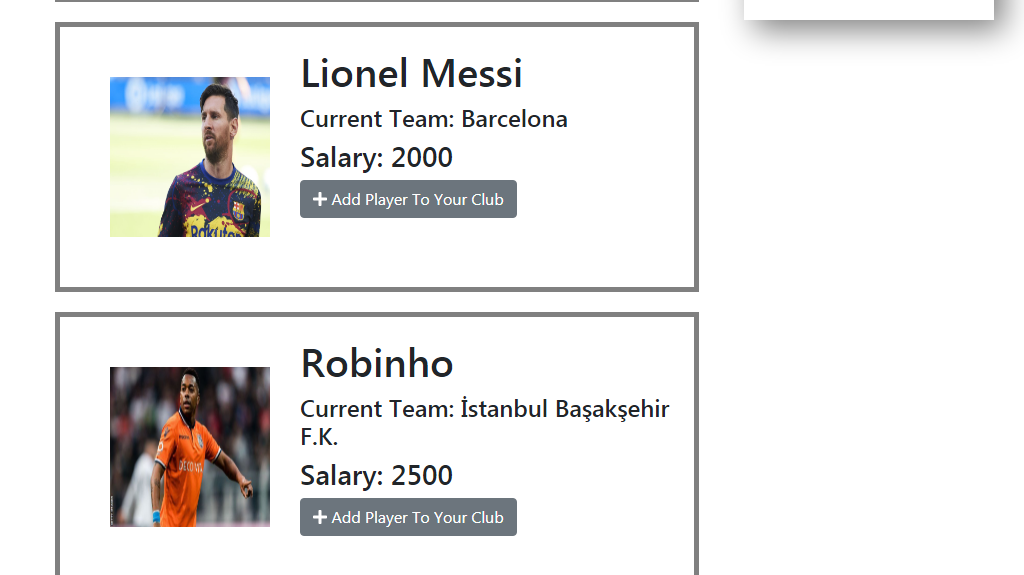 Lionel Messi
Current Team: Barcelona
Salary: 2000
Add Player To Your Club
Rakuten
Robinho
Current Team: İstanbul Başakşehir
F.K.
Salary: 2500
Add Player To Your Club